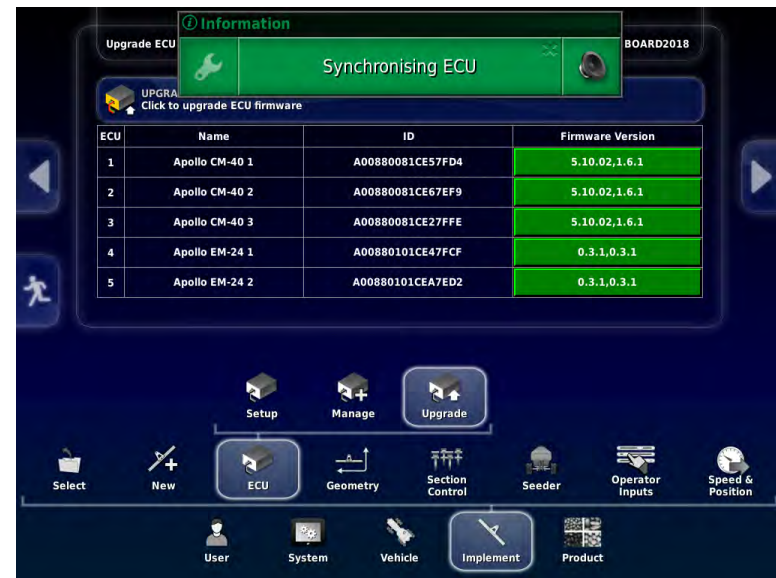 Information
Synchronising ECU
Upgrade ECU
BOARD2018
UPGRA
Click to upgrade ECU firmware
ECU Name ID Firmware Version
1 Apollo CM-40 1 A00880081CE57FD4 5.10.02,1.6.1
2 Apollo CM-40 2 A00880081CE67EF9 5.10.02,1.6.1
3 Apollo CM-40 3 A00880081CE27FFE 5.10.02,1.6.1
4 Apollo EM-24 1 A00880101CE47FCF 0.3.1,0.3.1
5 Apollo EM-24 2 A00880101CEA7ED2 0.3.1,0.3.1
Setup Manage Upgrade
Select New ECU Geometry Section Control Seeder Operator Inputs Speed & Position
User System Vehicle Implement Product